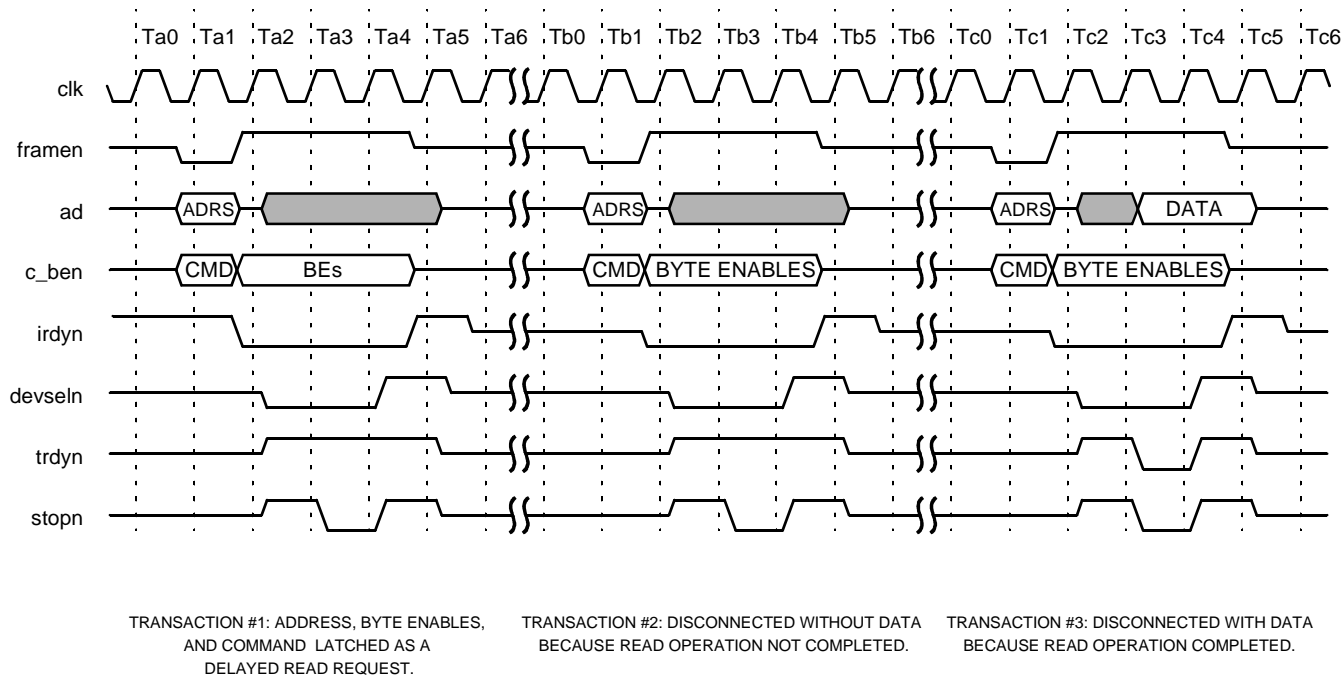 Ta0 Ta1 Ta2 Ta3 Ta4 Ta5 Ta6 Tb0 Tb1 Tb2 Tb3 Tb4 Tb5 Tb6 Tc0 Tc1 Tc2 Tc3 Tc4 Tc5 Tc6
clk
framen
ad ADRS ADRS ADRS DATA
c_ben CMD BEs CMD BYTE ENABLES CMD BYTE ENABLES
irdyn
devseln
trdyn
stopn
TRANSACTION #1: ADDRESS, BYTE ENABLES,
AND COMMAND LATCHED AS A
DELAYED READ REQUEST.
TRANSACTION #2: DISCONNECTED WITHOUT DATA
BECAUSE READ OPERATION NOT COMPLETED.
TRANSACTION #3: DISCONNECTED WITH DATA
BECAUSE READ OPERATION COMPLETED.